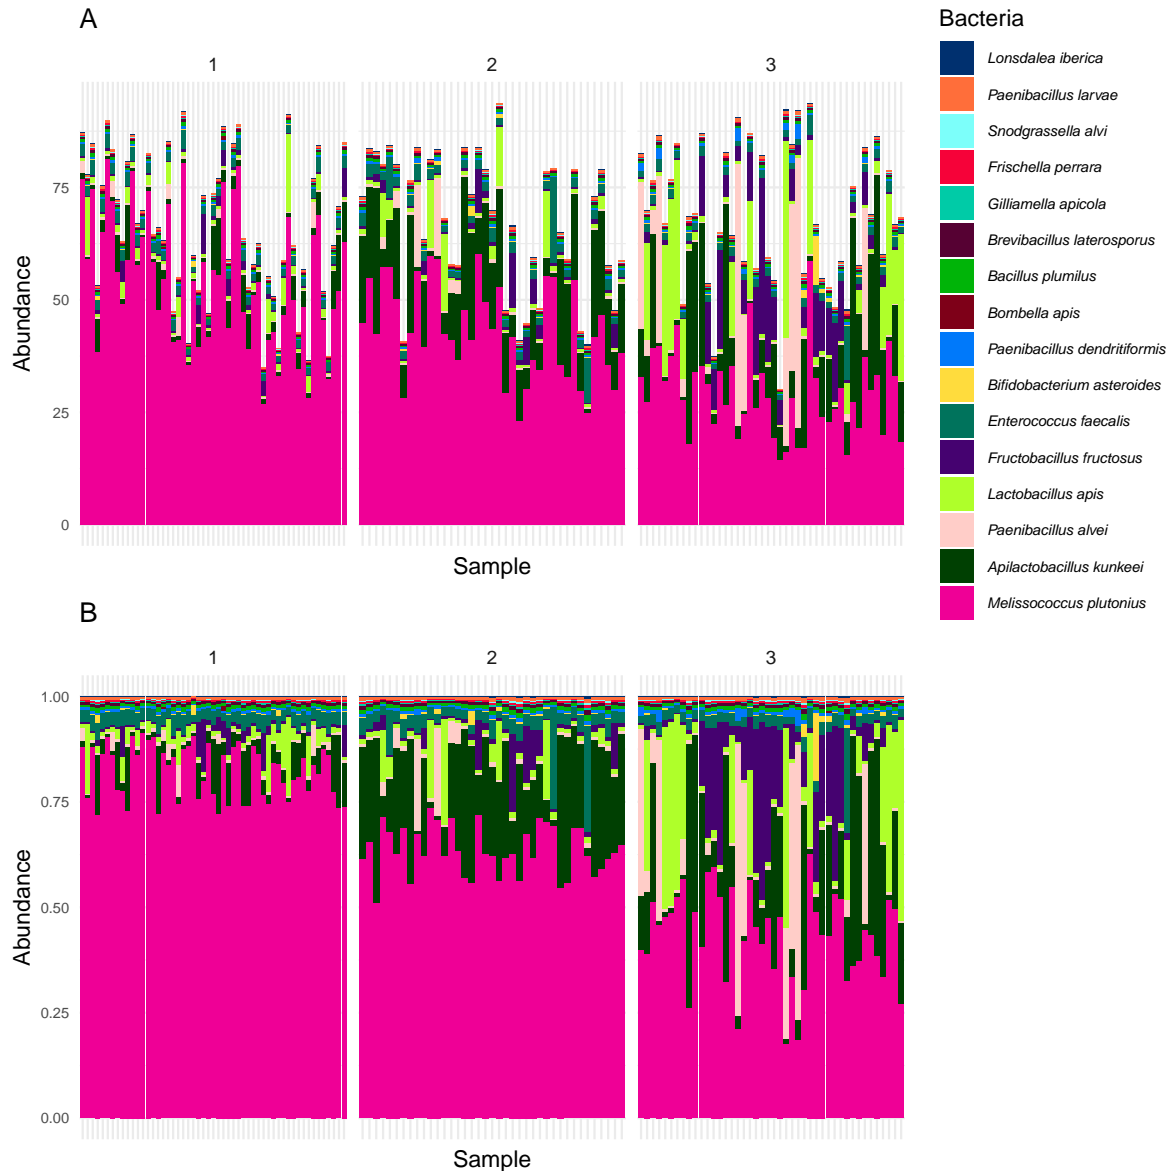 A
Bacteria
1
2
3
Lonsdalea iberica
Paenibacillus larvae
Snodgrassella alvi
Frischella perrara
Gilliamella apicola
Brevibacillus laterosporus
Bacillus plumilus
Bombella apis
Paenibacillus dendritiformis
Bifidobacterium asteroides
Enterococcus faecalis
Fructobacillus fructosus
Lactobacillus apis
Paenibacillus alvei
Apilactobacillus kunkeei
Melissococcus plutonius
Abundance
75
50
25
0
Sample
B
1
2
3
Abundance
1.00
0.75
0.50
0.25
0.00
Sample